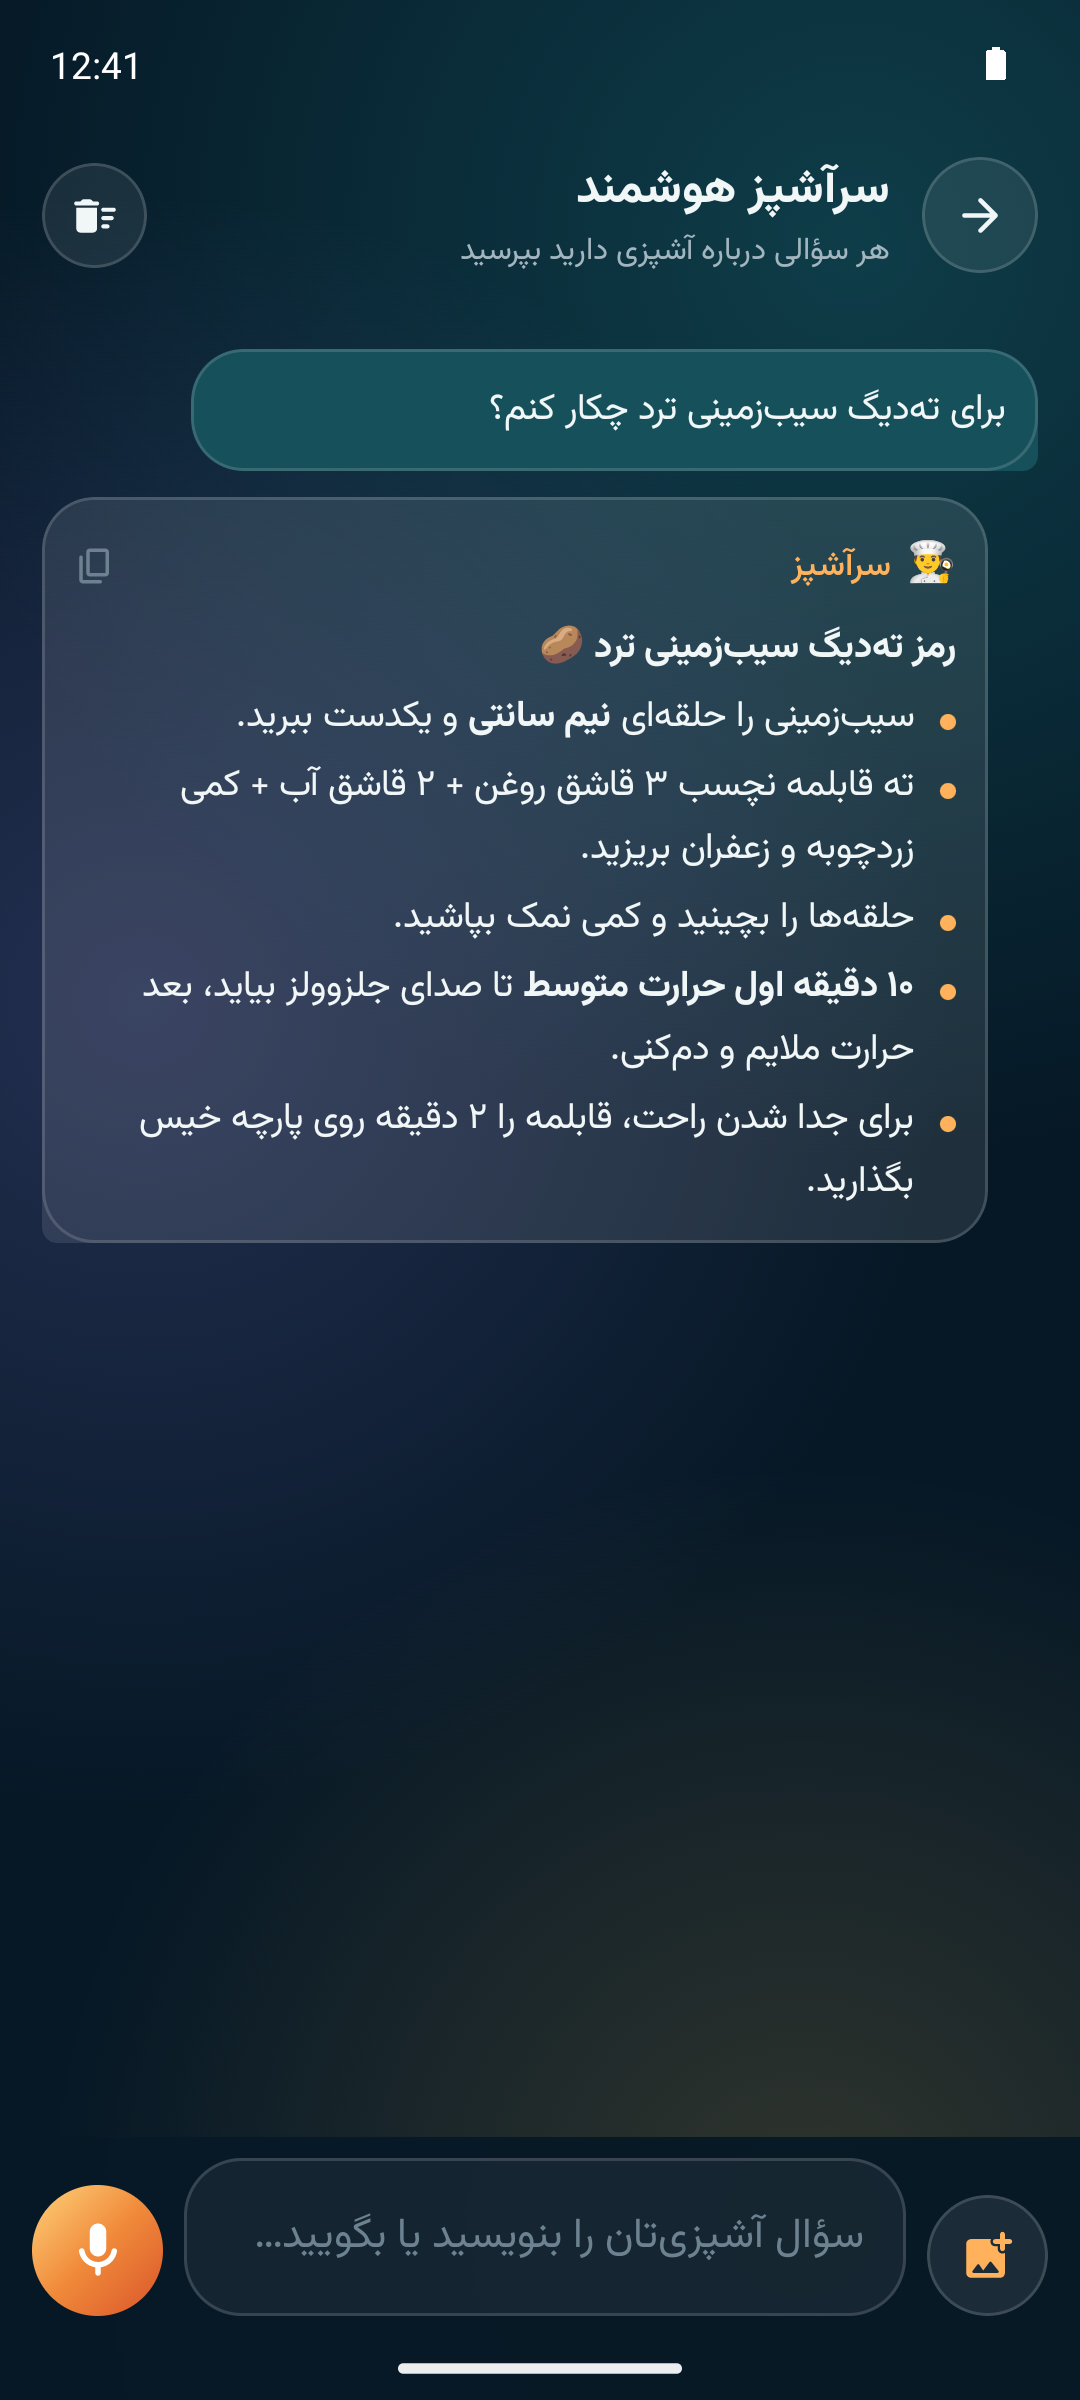 12:41
سرآشپز هوشمند
هر سؤالی درباره آشپزی دارید بپرسید
برای ته‌دیگ سیب‌زمینی ترد چکار کنم؟
سرآشپز
رمز ته‌دیگ سیب‌زمینی ترد 🥔
سیب‌زمینی را حلقه‌ای نیم سانتی و یکدست ببرید.
ته قابلمه نچسب ۳ قاشق روغن + ۲ قاشق آب + کمی
زردچوبه و زعفران بریزید.
حلقه‌ها را بچینید و کمی نمک بپاشید.
۱۰ دقیقه اول حرارت متوسط تا صدای جلزوولز بیاید، بعد
حرارت ملایم و دم‌کنی.
برای جدا شدن راحت، قابلمه را ۲ دقیقه روی پارچه خیس
بگذارید.
سؤال آشپزی‌تان را بنویسید یا بگویید...